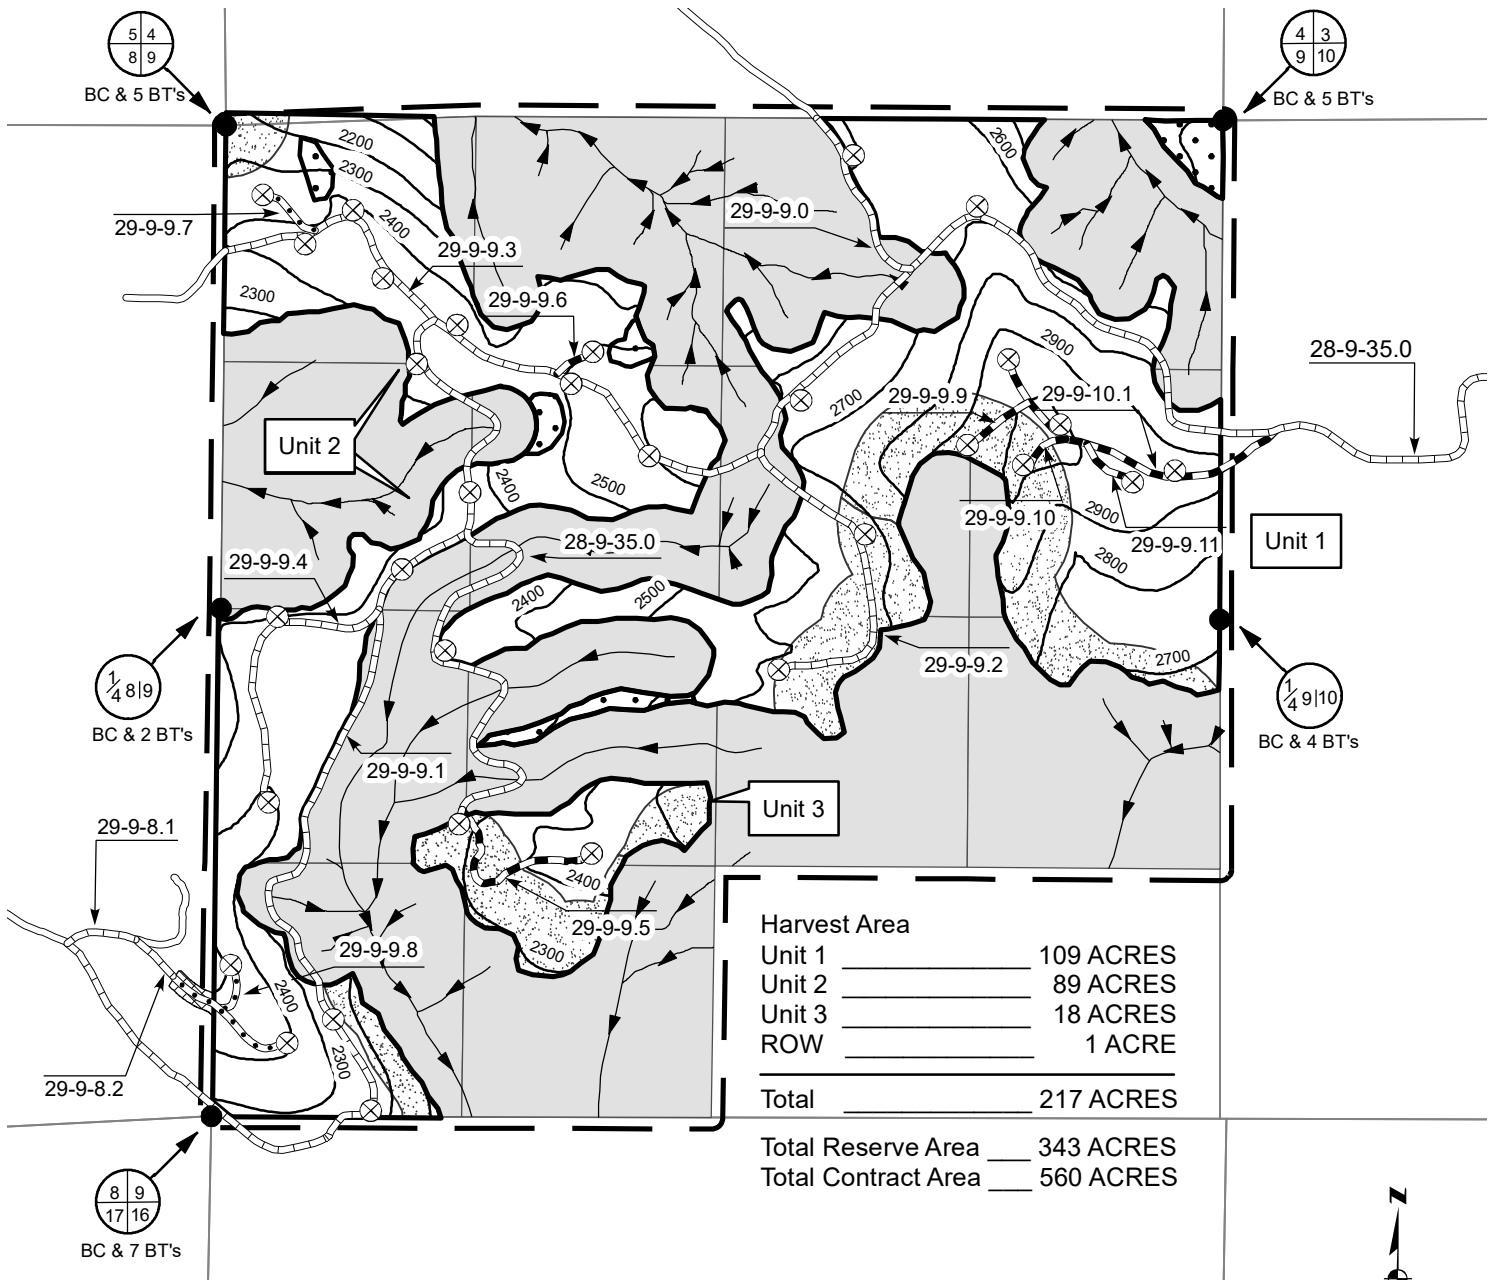 5 4
8 9
BC & 5 BT's
4 3
9 10
BC & 5 BT's
2200
2300
2400
2300
2600
29-9-9.7
29-9-9.3
29-9-9.0
29-9-9.6
2900
28-9-35.0
2700
29-9-9.9
29-9-10.1
Unit 2
2400
2500
29-9-9.10
2900
29-9-9.11
Unit 1
28-9-35.0
29-9-9.4
2800
2400
2500
29-9-9.2
2700
1/4 8|9
BC & 2 BT's
1/4 9|10
BC & 4 BT's
29-9-9.1
Unit 3
29-9-8.1
2400
29-9-9.5
29-9-9.8
2300
2400
2300
29-9-8.2
Harvest Area
Unit 1 ____________ 109 ACRES
Unit 2 ____________ 89 ACRES
Unit 3 ____________ 18 ACRES
ROW ____________ 1 ACRE
Total ____________ 217 ACRES
Total Reserve Area ___ 343 ACRES
Total Contract Area ___ 560 ACRES
8 9
17 16
BC & 7 BT's
N